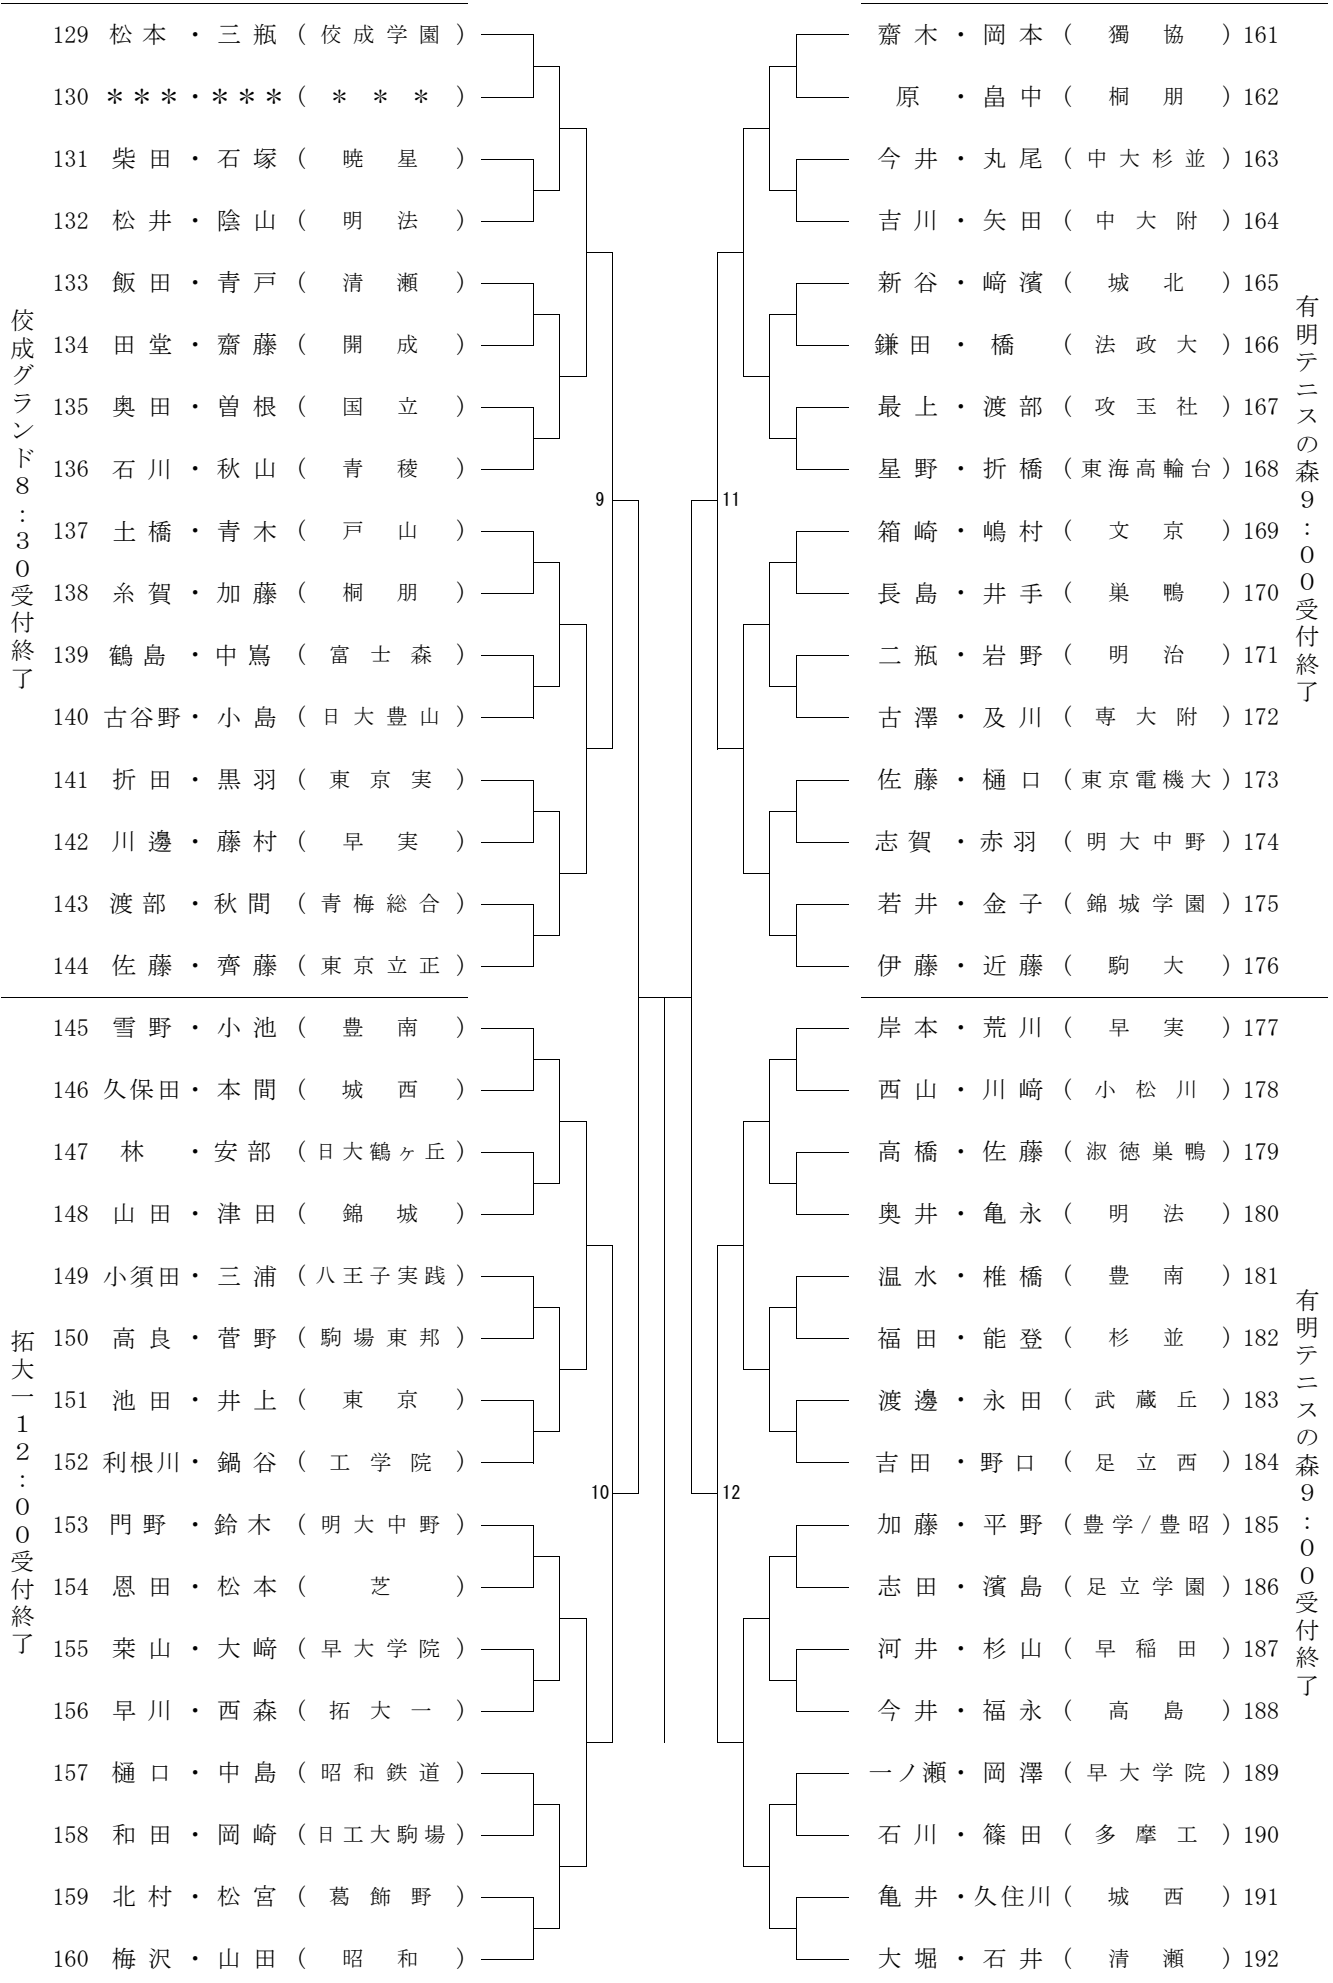 佼成グランド8：30受付終了
129 松本・三瓶（佼成学園）
130 ＊＊＊・＊＊＊（＊＊＊）
131 柴田・石塚（暁星）
132 松井・陰山（明法）
133 飯田・青戸（清瀬）
134 田堂・齋藤（開成）
135 奥田・曽根（国立）
136 石川・秋山（青稜）
137 土橋・青木（戸山）
138 糸賀・加藤（桐朋）
139 鶴島・中嶌（富士森）
140 古谷野・小島（日大豊山）
141 折田・黒羽（東京実）
142 川邊・藤村（早実）
143 渡部・秋間（青梅総合）
144 佐藤・齊藤（東京立正）
9
拓大一12：00受付終了
145 雪野・小池（豊南）
146 久保田・本間（城西）
147 林・安部（日大鶴ヶ丘）
148 山田・津田（錦城）
149 小須田・三浦（八王子実践）
150 高良・菅野（駒場東邦）
151 池田・井上（東京）
152 利根川・鍋谷（工学院）
153 門野・鈴木（明大中野）
154 恩田・松本（芝）
155 栞山・大﨑（早大学院）
156 早川・西森（拓大一）
157 樋口・中島（昭和鉄道）
158 和田・岡崎（日工大駒場）
159 北村・松宮（葛飾野）
160 梅沢・山田（昭和）
10
齋木・岡本（獨協）161
原・畠中（桐朋）162
今井・丸尾（中大杉並）163
吉川・矢田（中大附）164
新谷・﨑濱（城北）165
鎌田・橋（法政大）166
最上・渡部（攻玉社）167
星野・折橋（東海高輪台）168
箱崎・嶋村（文京）169
長島・井手（巣鴨）170
二瓶・岩野（明治）171
古澤・及川（専大附）172
佐藤・樋口（東京電機大）173
志賀・赤羽（明大中野）174
若井・金子（錦城学園）175
伊藤・近藤（駒大）176
11
有明テニスの森9：00受付終了
岸本・荒川（早実）177
西山・川﨑（小松川）178
高橋・佐藤（淑徳巣鴨）179
奥井・亀永（明法）180
温水・椎橋（豊南）181
福田・能登（杉並）182
渡邊・永田（武蔵丘）183
吉田・野口（足立西）184
加藤・平野（豊学/豊昭）185
志田・濱島（足立学園）186
河井・杉山（早稲田）187
今井・福永（高島）188
一ノ瀬・岡澤（早大学院）189
石川・篠田（多摩工）190
亀井・久住川（城西）191
大堀・石井（清瀬）192
12
有明テニスの森9：00受付終了